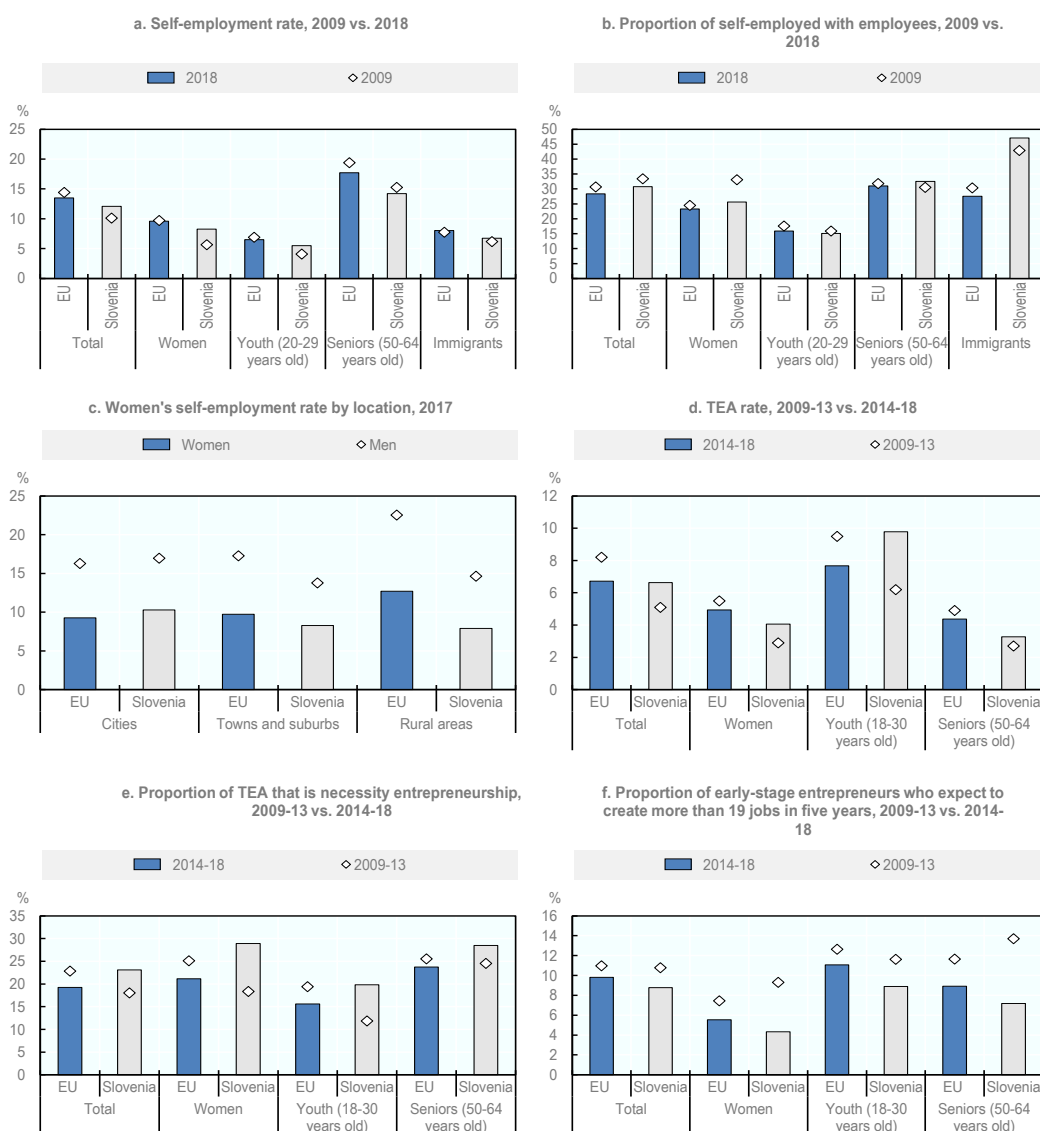 a. Self-employment rate, 2009 vs. 2018
2018
2009
%
25
20
15
10
5
0
EU
Slovenia
EU
Slovenia
EU
Slovenia
EU
Slovenia
EU
Slovenia
Total
Women
Youth (20-29
years old)
Seniors (50-64
years old)
Immigrants
b. Proportion of self-employed with employees, 2009 vs.
2018
2018
2009
%
50
45
40
35
30
25
20
15
10
5
0
EU
Slovenia
EU
Slovenia
EU
Slovenia
EU
Slovenia
EU
Slovenia
Total
Women
Youth (20-29
years old)
Seniors (50-64
years old)
Immigrants
c. Women's self-employment rate by location, 2017
Women
Men
%
25
20
15
10
5
0
EU
Slovenia
EU
Slovenia
EU
Slovenia
Cities
Towns and suburbs
Rural areas
d. TEA rate, 2009-13 vs. 2014-18
2014-18
2009-13
%
12
10
8
6
4
2
0
EU
Slovenia
EU
Slovenia
EU
Slovenia
EU
Slovenia
Total
Women
Youth (18-30
years old)
Seniors (50-64
years old)
e. Proportion of TEA that is necessity entrepreneurship,
2009-13 vs. 2014-18
2014-18
2009-13
%
35
30
25
20
15
10
5
0
EU
Slovenia
EU
Slovenia
EU
Slovenia
EU
Slovenia
Total
Women
Youth (18-30
years old)
Seniors (50-64
years old)
f. Proportion of early-stage entrepreneurs who expect to
create more than 19 jobs in five years, 2009-13 vs. 2014-
18
2014-18
2009-13
%
16
14
12
10
8
6
4
2
0
EU
Slovenia
EU
Slovenia
EU
Slovenia
EU
Slovenia
Total
Women
Youth (18-30
years old)
Seniors (50-64
years old)